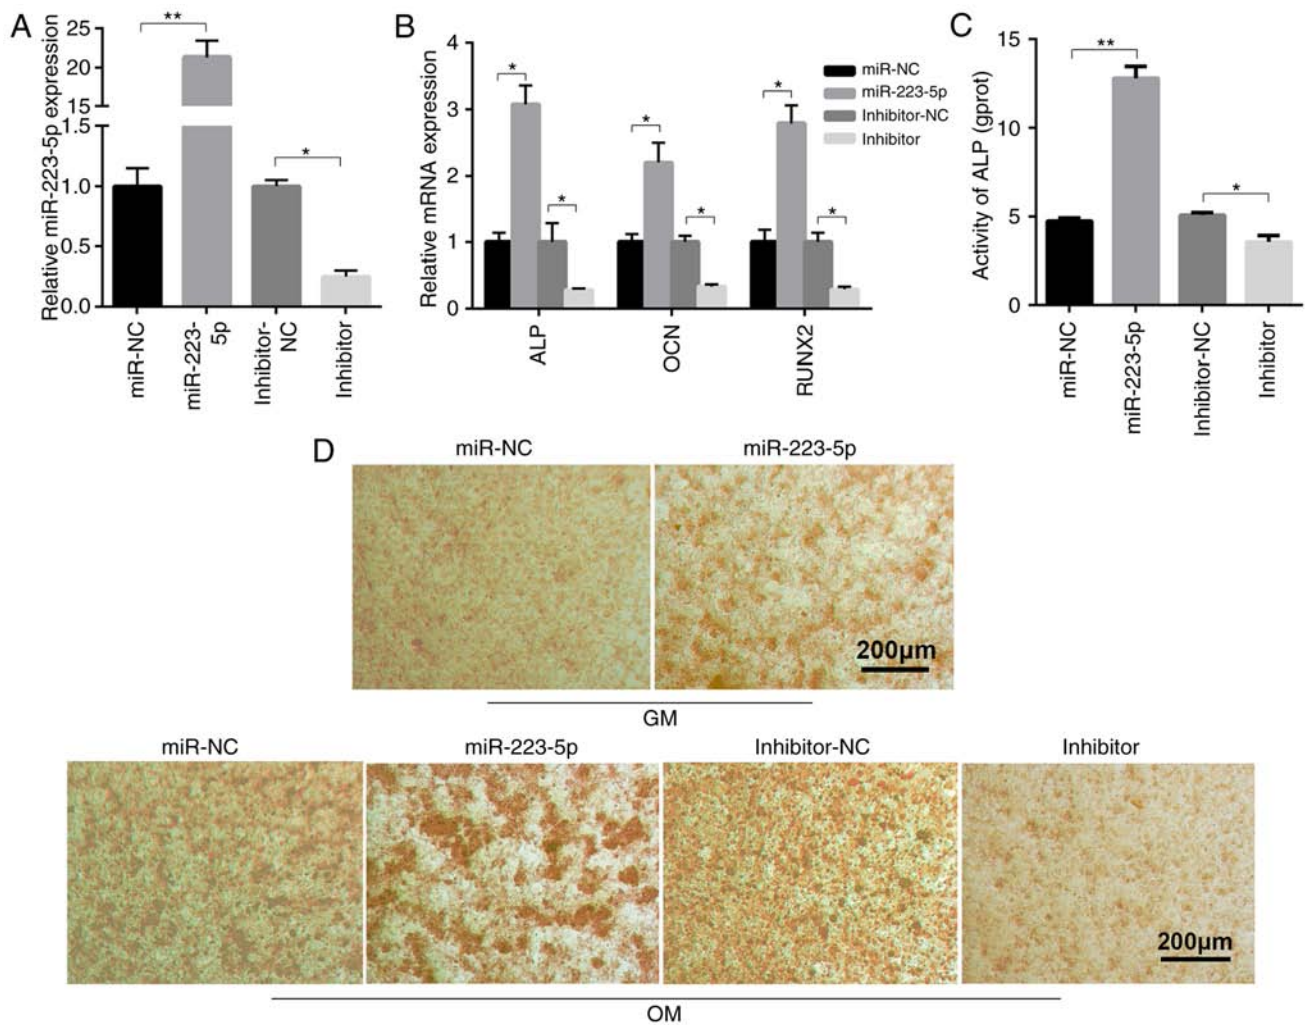 A
Relative miR-223-5p expression
25
20
15
1.5
1.0
0.5
0.0
**
*
miR-NC
miR-223-
5p
Inhibitor-
NC
Inhibitor
B
Relative mRNA expression
4
3
2
1
0
*
*
*
*
*
*
ALP
OCN
RUNX2
miR-NC
miR-223-5p
Inhibitor-NC
Inhibitor
C
Activity of ALP (gprot)
15
10
5
0
**
*
miR-NC
miR-223-5p
Inhibitor-NC
Inhibitor
D
miR-NC
miR-223-5p
200µm
GM
miR-NC
miR-223-5p
Inhibitor-NC
Inhibitor
200µm
OM